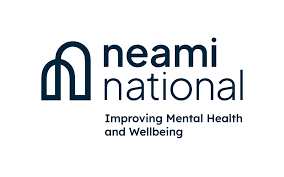 neami
national
Improving Mental Health
and Wellbeing